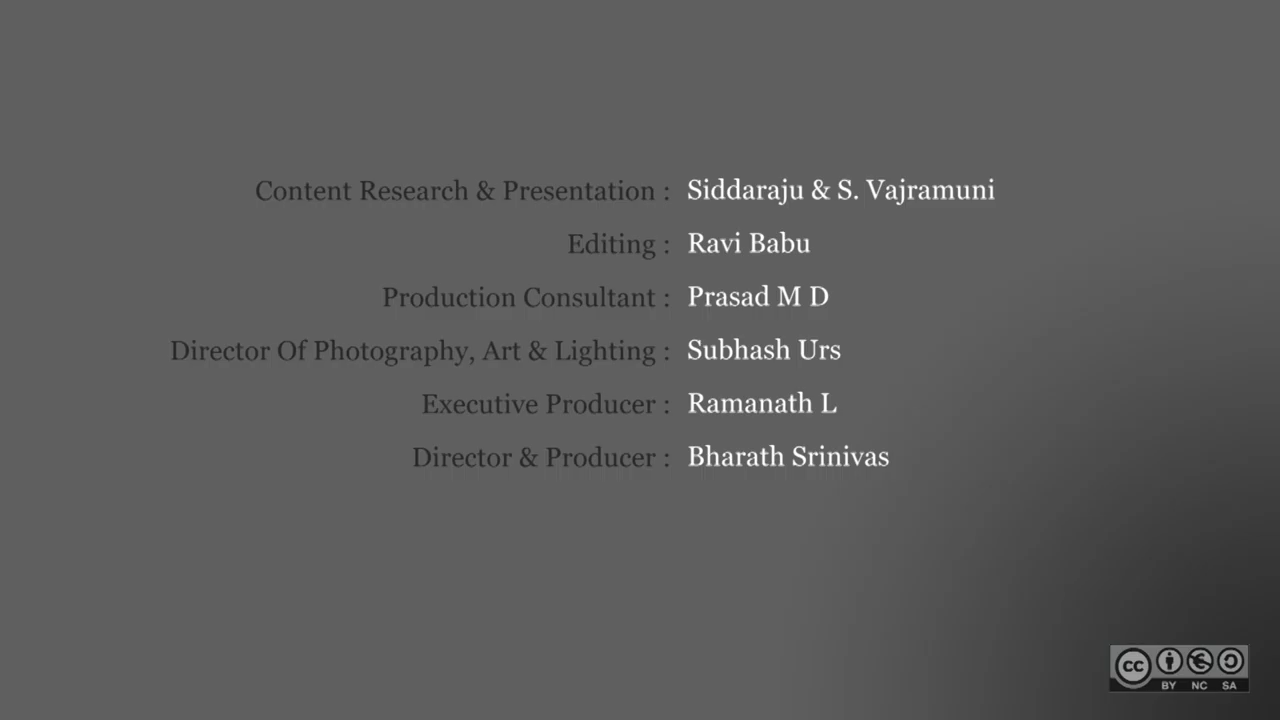 Content Research & Presentation : Siddaraju & S. Vajramuni
Editing : Ravi Babu
Production Consultant : Prasad M D
Director Of Photography, Art & Lighting : Subhash Urs
Executive Producer : Ramanath L
Director & Producer : Bharath Srinivas
cc
BY NC SA